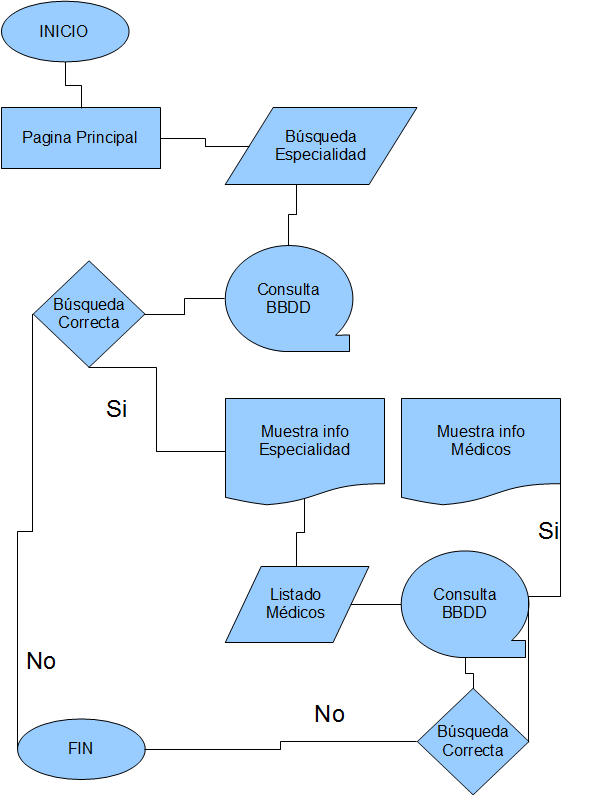 INICIO
Pagina Principal
Búsqueda
Especialidad
Consulta
BBDD
Búsqueda
Correcta
Si
Muestra info
Especialidad
Muestra info
Médicos
Si
Listado
Médicos
Consulta
BBDD
No
No
Búsqueda
Correcta
FIN